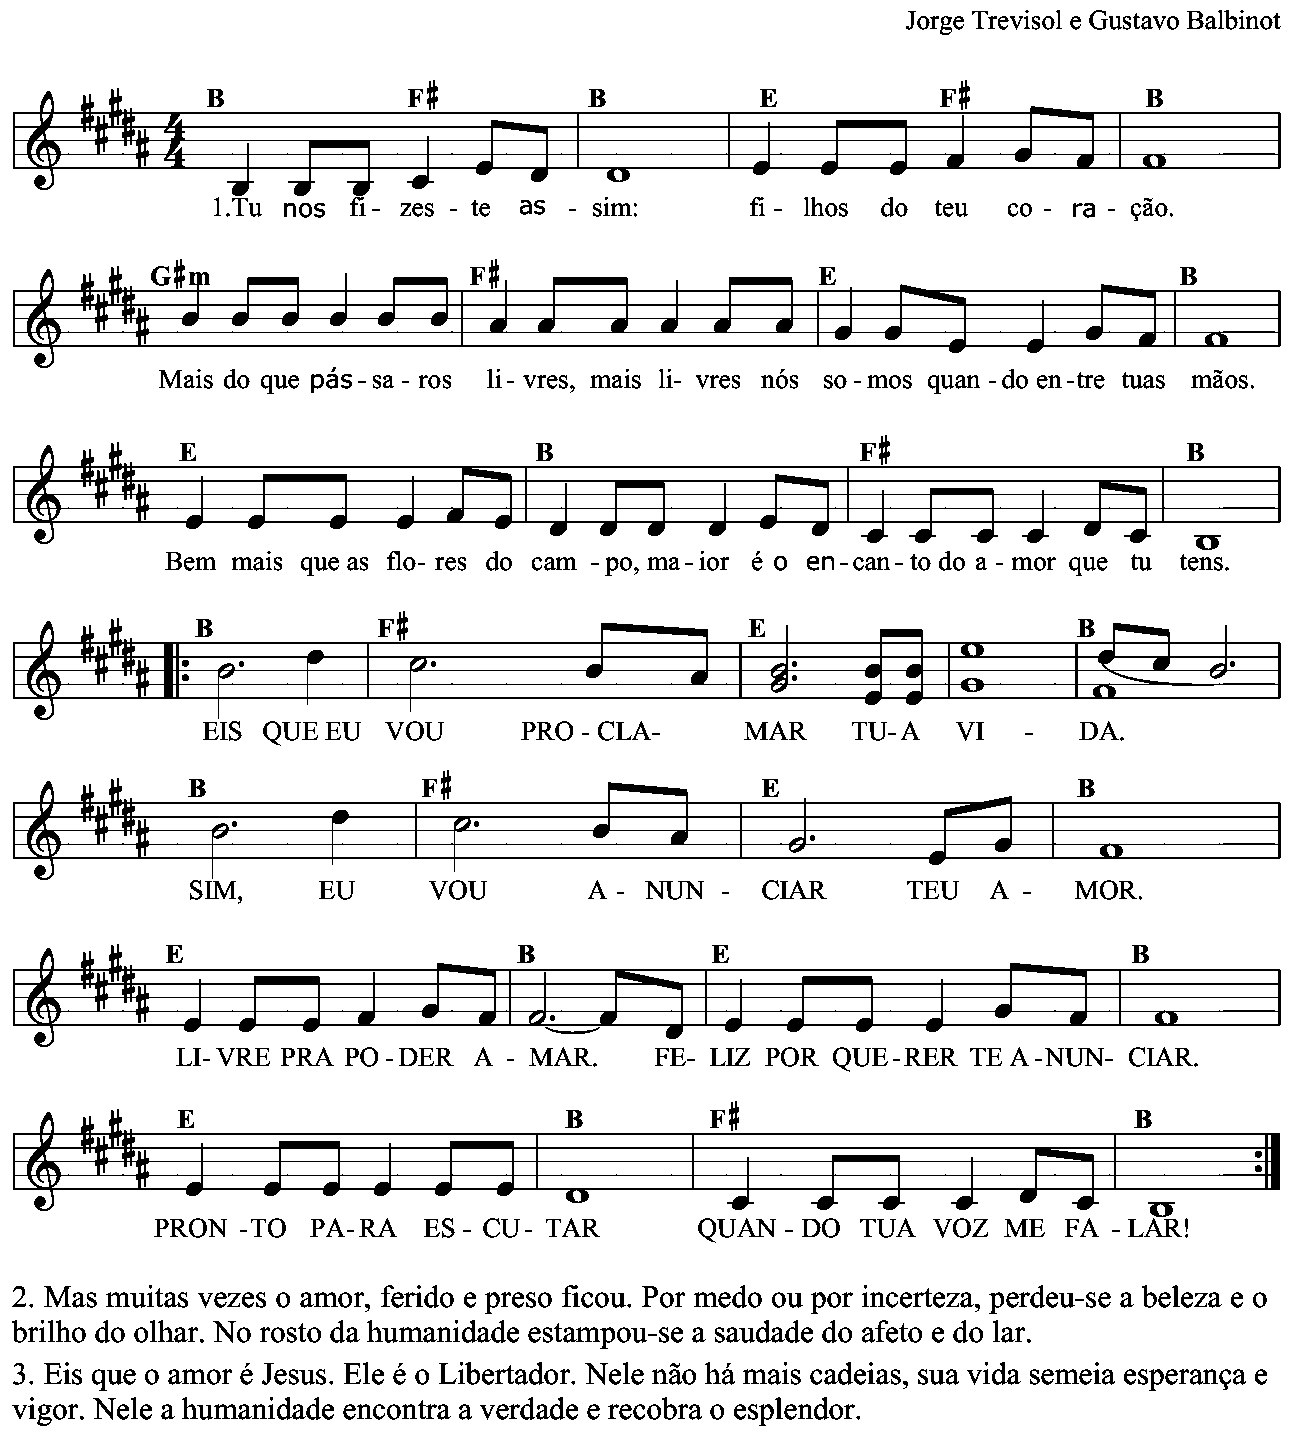 Jorge Trevisol e Gustavo Balbinot
B F# B E F# B
1.Tu nos fi- zes- te as - sim: fi - lhos do teu co - ra - ção.
G#m F# E B
Mais do que pás - sa - ros li - vres, mais li- vres nós so - mos quan - do en - tre tuas mãos.
E B F# B
Bem mais que as flo- res do cam - po, ma - ior é o en - can - to do a - mor que tu tens.
B F# E B
EIS QUE EU VOU PRO - CLA- MAR TU- A VI - DA.
B F# E B
SIM, EU VOU A - NUN - CIAR TEU A - MOR.
E B E B
LI- VRE PRA PO - DER A - MAR. FE- LIZ POR QUE - RER TE A - NUN- CIAR.
E B F# B
PRON - TO PA- RA ES - CU - TAR QUAN - DO TUA VOZ ME FA - LAR!
2. Mas muitas vezes o amor, ferido e preso ficou. Por medo ou por incerteza, perdeu-se a beleza e o
brilho do olhar. No rosto da humanidade estampou-se a saudade do afeto e do lar.
3. Eis que o amor é Jesus. Ele é o Libertador. Nele não há mais cadeias, sua vida semeia esperança e
vigor. Nele a humanidade encontra a verdade e recobra o esplendor.